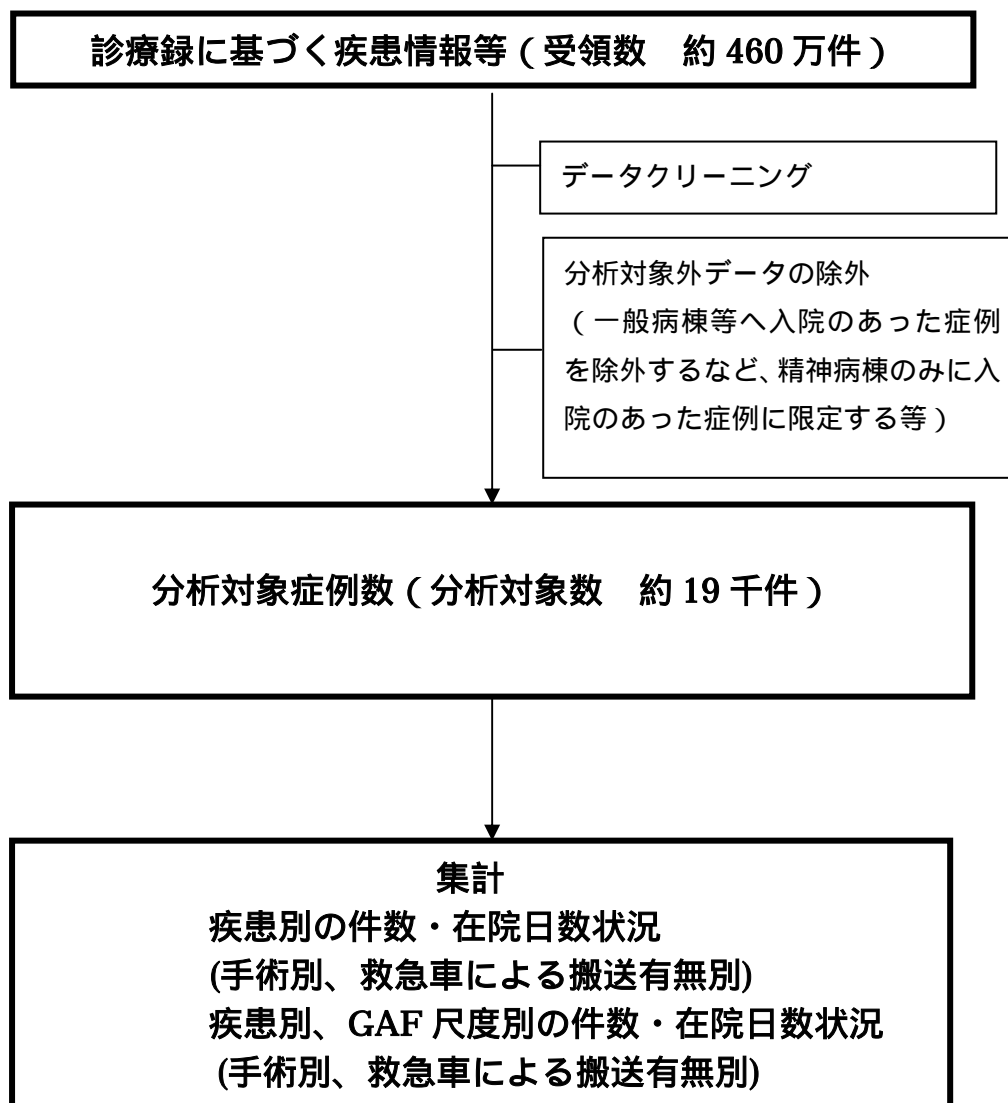 診療録に基づく疾患情報等（受領数　約 460 万件）
データクリーニング
分析対象外データの除外
（一般病棟等へ入院のあった症例
を除外するなど、精神病棟のみに入
院のあった症例に限定する等）
分析対象症例数（分析対象数　約 19 千件）
集計
疾患別の件数・在院日数状況
(手術別、救急車による搬送有無別)
疾患別、GAF 尺度別の件数・在院日数状況
(手術別、救急車による搬送有無別)